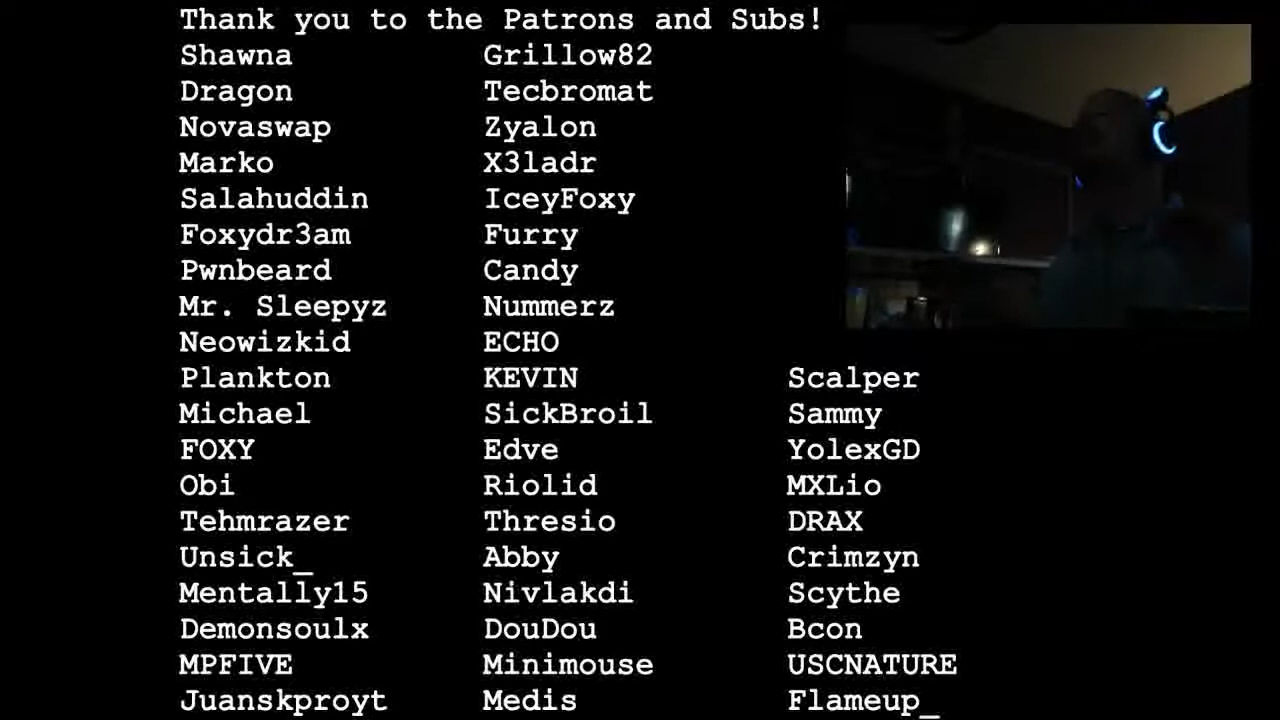 Thank you to the Patrons and Subs!
Shawna Grillow82
Dragon Tecbromat
Novaswap Zyalon
Marko X3ladr
Salahuddin IceyFoxy
Foxydr3am Furry
Pwnbeard Candy
Mr. Sleepyz Nummerz
Neowizkid ECHO
Plankton KEVIN Scalper
Michael SickBroil Sammy
FOXY Edve YolexGD
Obi Riolid MXLio
Tehmrazer Thresio DRAX
Unsick_ Abby Crimzyn
Mentally15 Nivlakdi Scythe
Demonsoulx DouDou Bcon
MPFIVE Minimouse USCNATURE
Juanskproyt Medis Flameup_